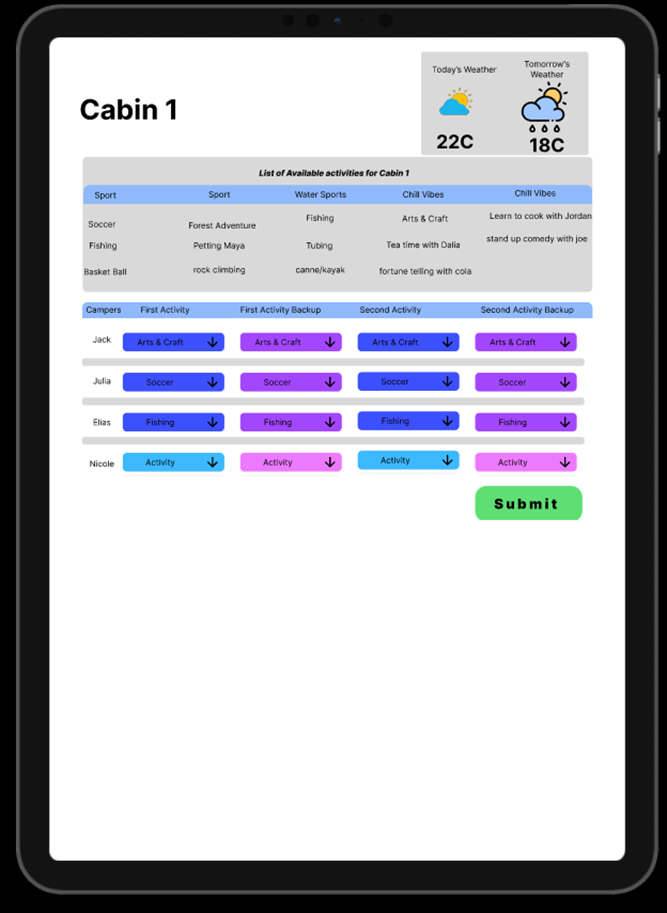 Today's Weather
Tomorrow's
Weather
Cabin 1
22C
18C
List of Available activities for Cabin 1
Sport Sport Water Sports Chill Vibes Chill Vibes
Soccer Forest Adventure Fishing Arts & Craft Learn to cook with Jordan
Fishing Petting Maya Tubing Tea time with Dalia stand up comedy with joe
Basket Ball rock climbing canne/kayak fortune telling with cola
Campers First Activity First Activity Backup Second Activity Second Activity Backup
Jack Arts & Craft Arts & Craft Arts & Craft Arts & Craft
Julia Soccer Soccer Soccer Soccer
Elias Fishing Fishing Fishing Fishing
Nicole Activity Activity Activity Activity
Submit